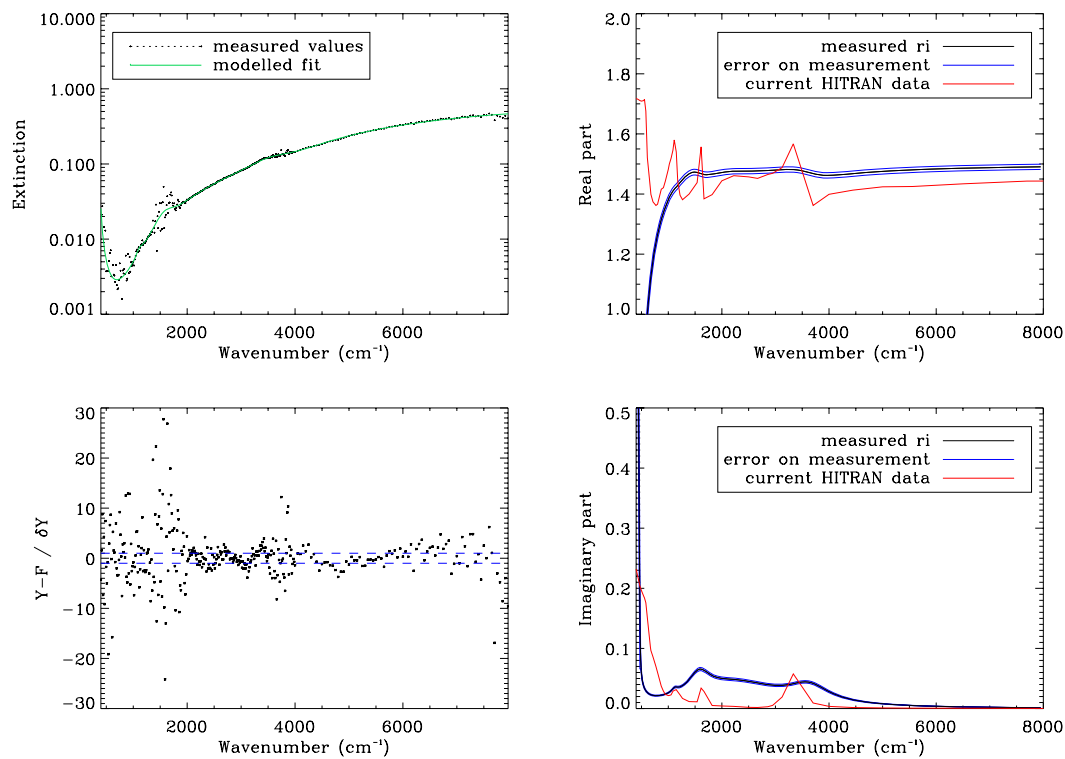 10.000
1.000
0.100
0.010
0.001
Extinction
measured values
modelled fit
2000
4000
6000
Wavenumber (cm⁻¹)
2.0
1.8
1.6
1.4
1.2
1.0
Real part
measured ri
error on measurement
current HITRAN data
2000
4000
6000
8000
Wavenumber (cm⁻¹)
30
20
10
0
−10
−20
−30
Y−F / δY
2000
4000
6000
Wavenumber (cm⁻¹)
0.5
0.4
0.3
0.2
0.1
0.0
Imaginary part
measured ri
error on measurement
current HITRAN data
2000
4000
6000
8000
Wavenumber (cm⁻¹)